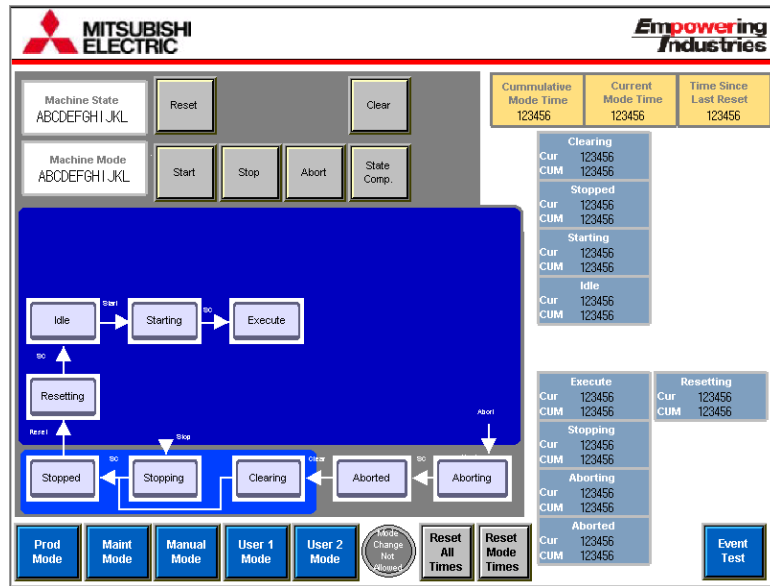 MITSUBISHI
ELECTRIC
Empowering
Industries
Machine State
ABCDEFGHIJKL
Reset
Clear
Cummulative
Mode Time
123456
Current
Mode Time
123456
Time Since
Last Reset
123456
Machine Mode
ABCDEFGHIJKL
Start
Stop
Abort
State
Comp.
Clearing
Cur 123456
CUM 123456
Stopped
Cur 123456
CUM 123456
Starting
Cur 123456
CUM 123456
Idle
Cur 123456
CUM 123456
Idle
Start
Starting
SC
Execute
SC
Resetting
Reset
Abort
Stop
Stopped
SC
Stopping
Clearing
Clear
Aborted
SC
Aborting
Execute
Cur 123456
CUM 123456
Resetting
Cur 123456
CUM 123456
Stopping
Cur 123456
CUM 123456
Aborting
Cur 123456
CUM 123456
Aborted
Cur 123456
CUM 123456
Prod
Mode
Maint
Mode
Manual
Mode
User 1
Mode
User 2
Mode
Mode
Change
Not
Allowed
Reset
All
Times
Reset
Mode
Times
Event
Test